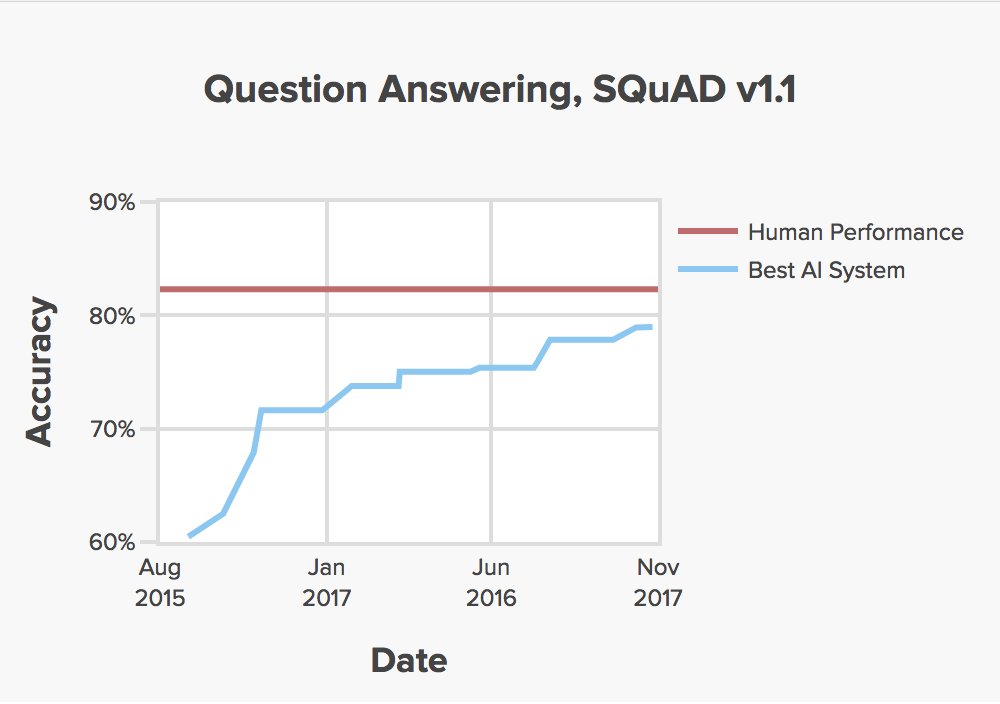 Question Answering, SQuAD v1.1
90%
80%
70%
60%
Accuracy
Human Performance
Best AI System
Aug Jan Jun Nov
2015 2017 2016 2017
Date